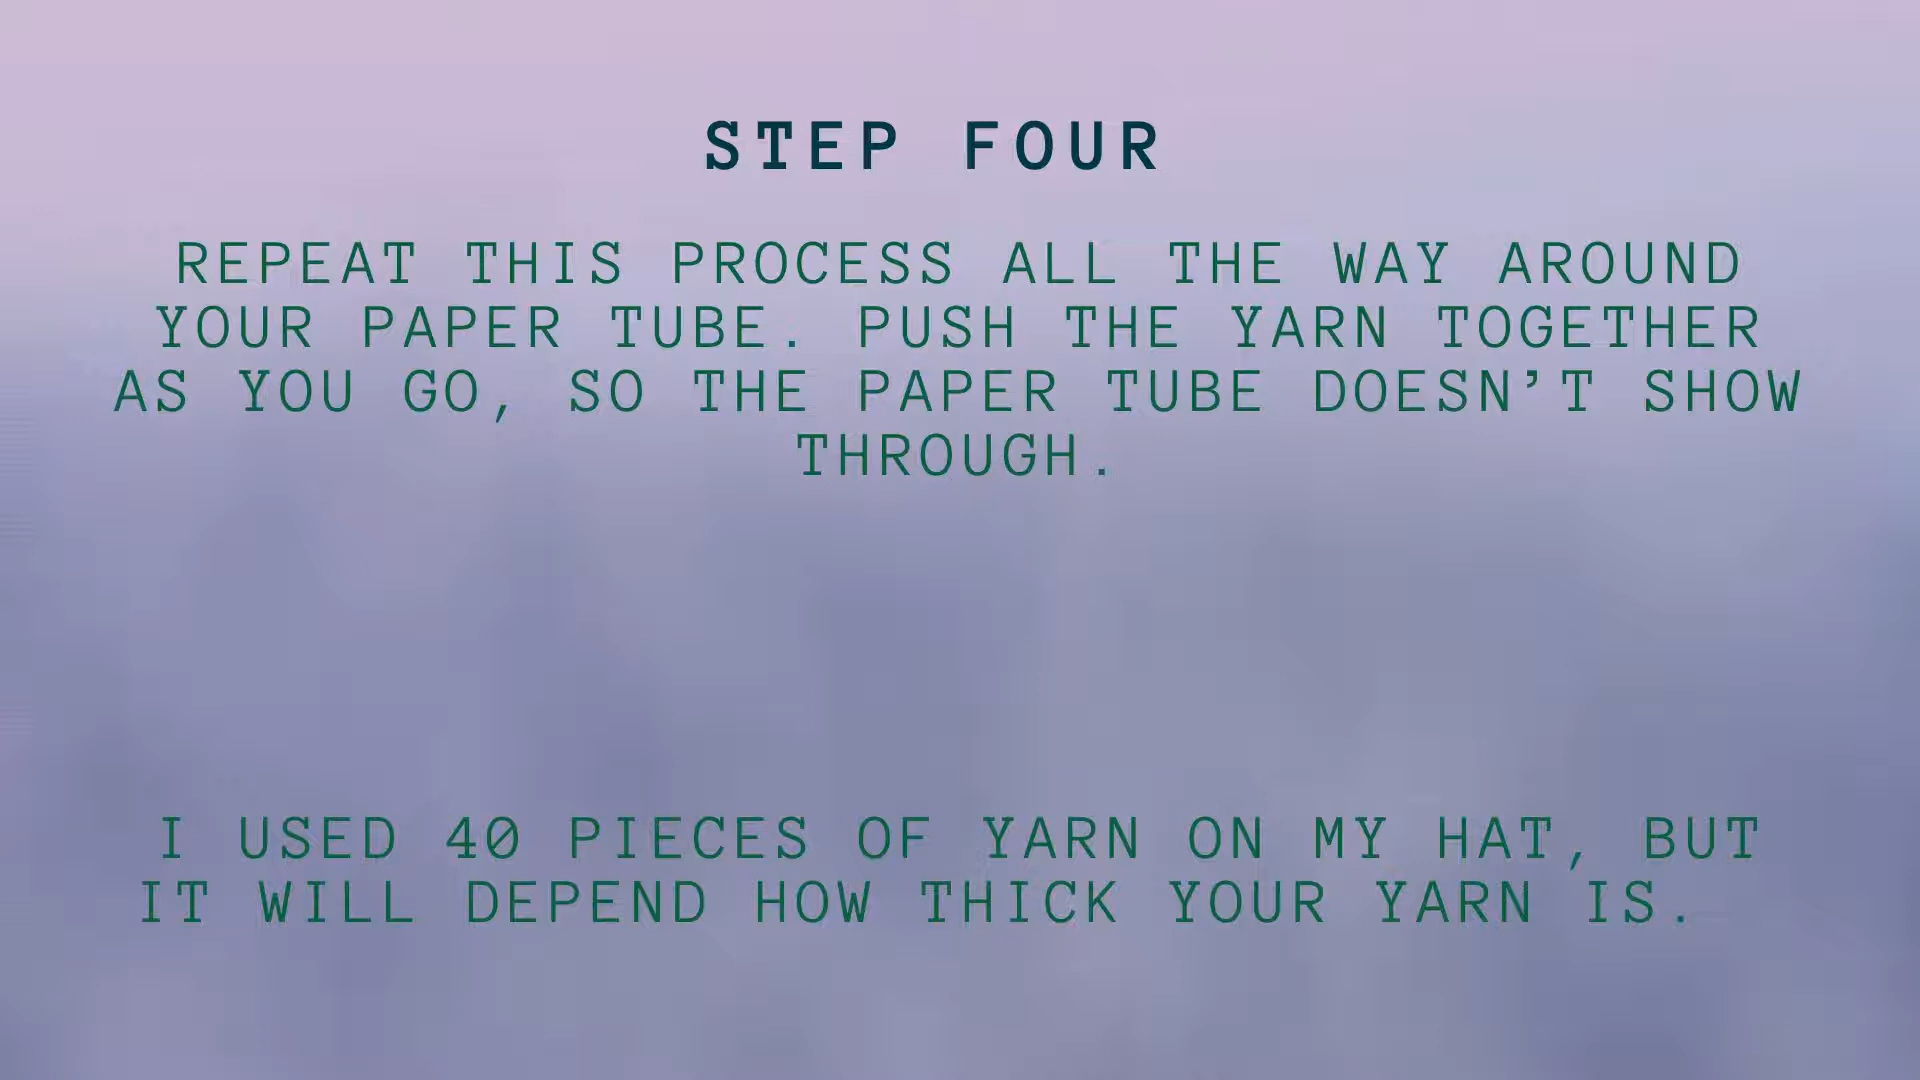 STEP FOUR
REPEAT THIS PROCESS ALL THE WAY AROUND
YOUR PAPER TUBE. PUSH THE YARN TOGETHER
AS YOU GO, SO THE PAPER TUBE DOESN’T SHOW
THROUGH.
I USED 40 PIECES OF YARN ON MY HAT, BUT
IT WILL DEPEND HOW THICK YOUR YARN IS.